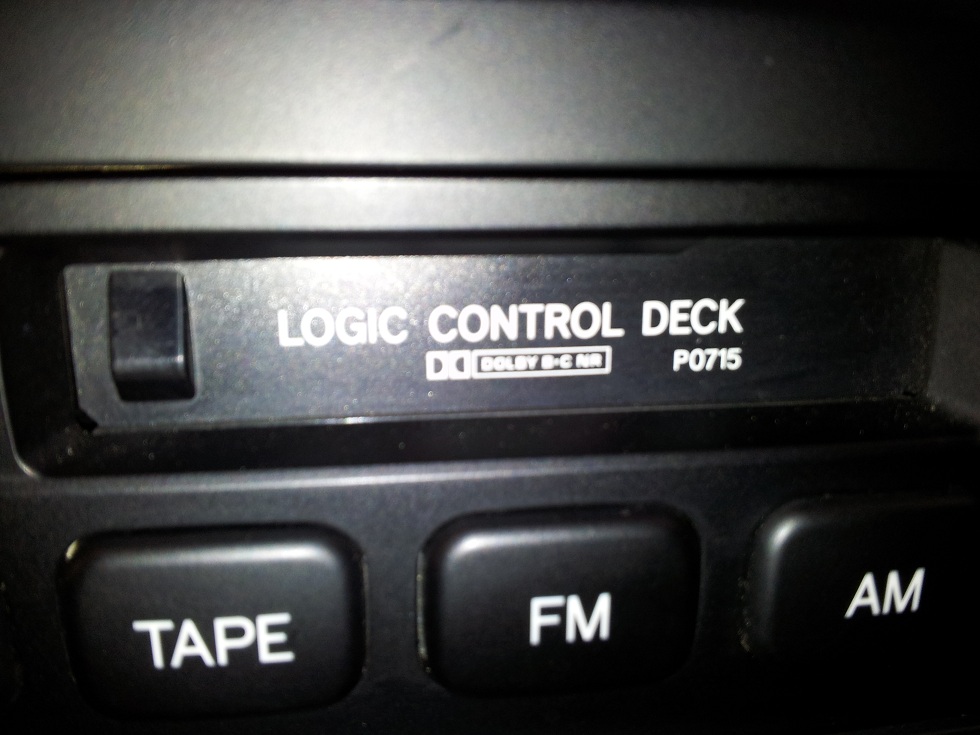 LOGIC CONTROL DECK
DOLBY B-C NR P0715
TAPE FM AM